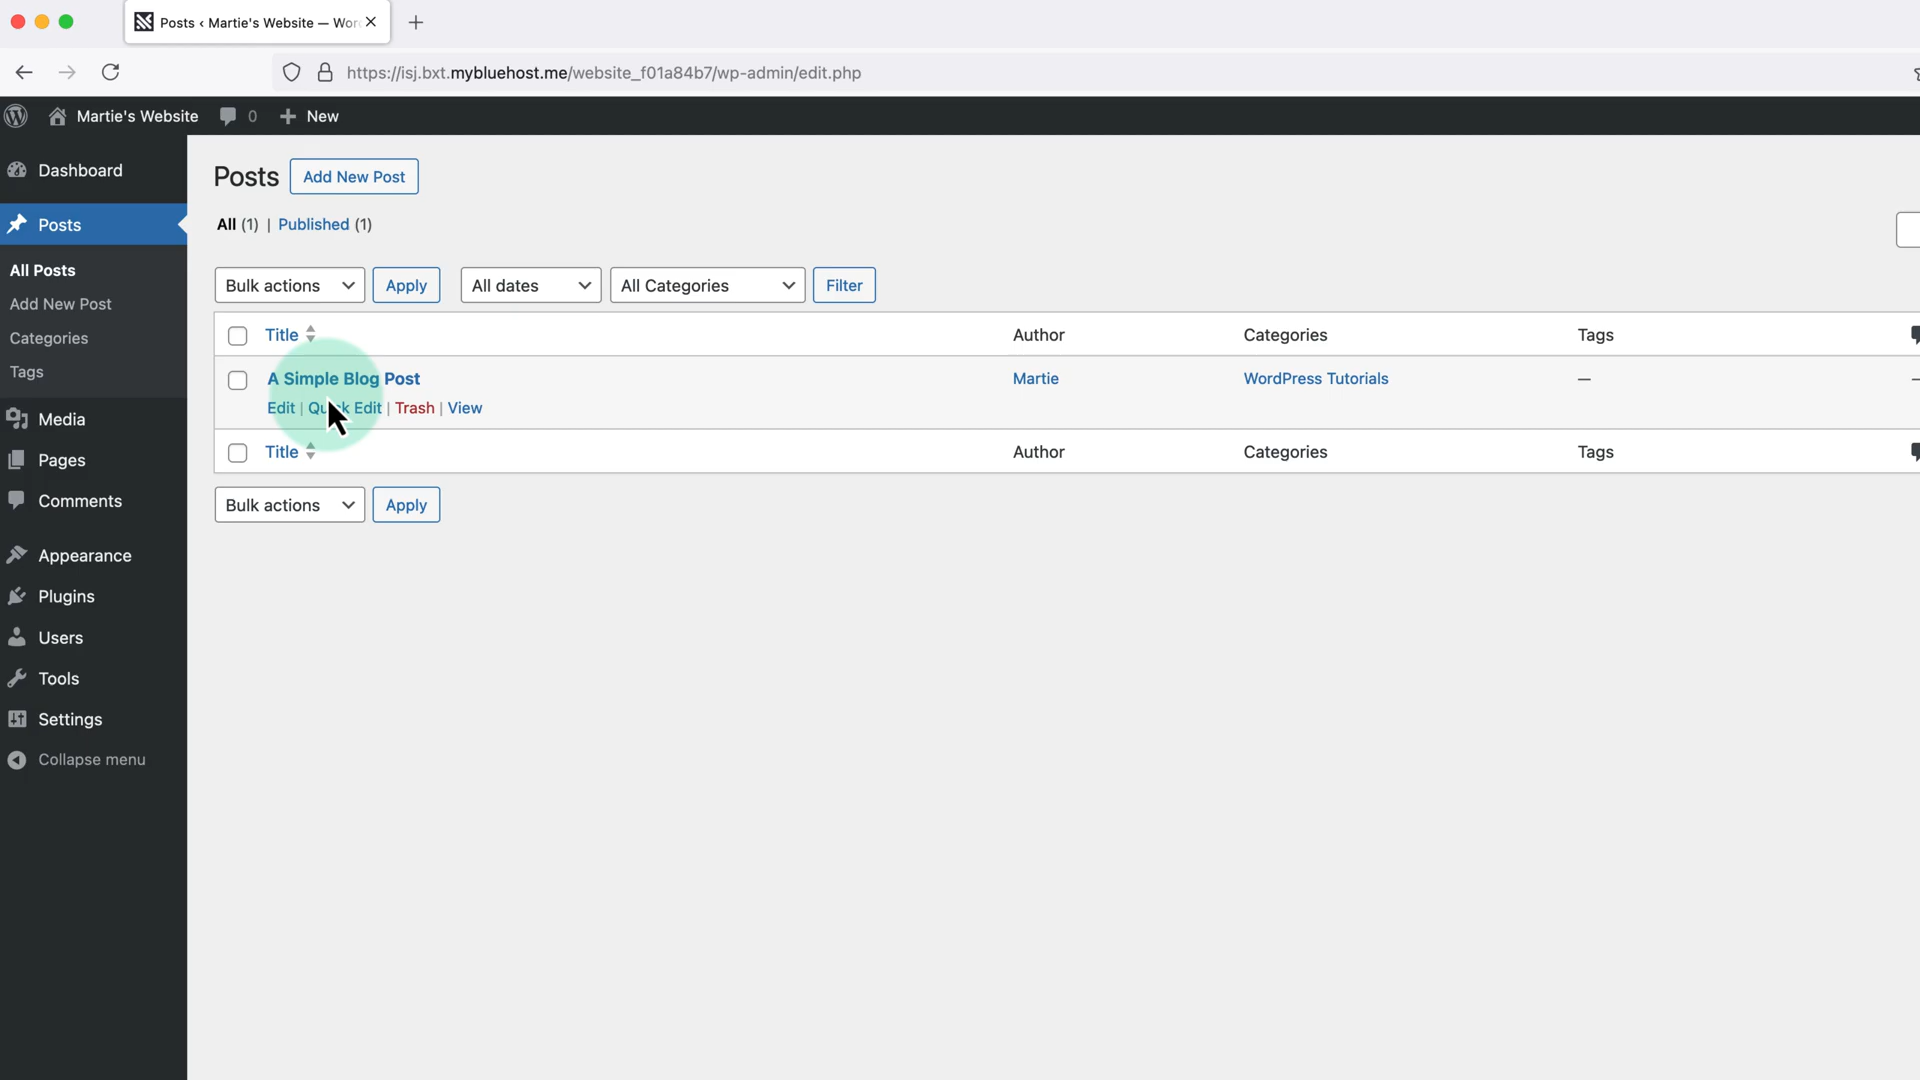 Posts ‹ Martie's Website — Wor
https://isj.bxt.mybluehost.me/website_f01a84b7/wp-admin/edit.php
Martie's Website 0 New
Dashboard
Posts
All Posts
Add New Post
Categories
Tags
Media
Pages
Comments
Appearance
Plugins
Users
Tools
Settings
Collapse menu
Posts Add New Post
All (1) | Published (1)
Bulk actions Apply All dates All Categories Filter
Title Author Categories Tags
A Simple Blog Post Martie WordPress Tutorials —
Edit | Quick Edit | Trash | View
Title Author Categories Tags
Bulk actions Apply